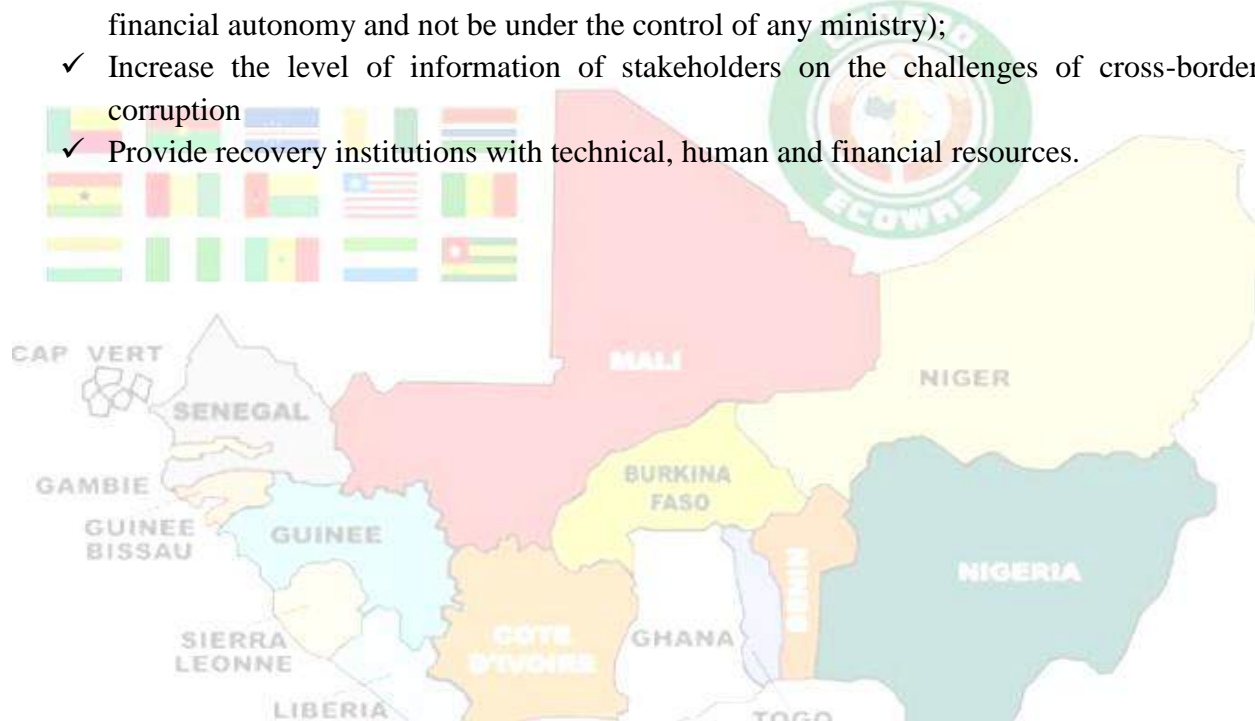 financial autonomy and not be under the control of any ministry);
✓ Increase the level of information of stakeholders on the challenges of cross-border
corruption
✓ Provide recovery institutions with technical, human and financial resources.
ECOWAS
CAP VERT
MALI
NIGER
SENEGAL
BURKINA
FASO
GAMBIE
GUINEE
BISSAU
GUINEE
BENIN
NIGERIA
SIERRA
LEONNE
COTE
D'IVOIRE
GHANA
LIBERIA
TOGO